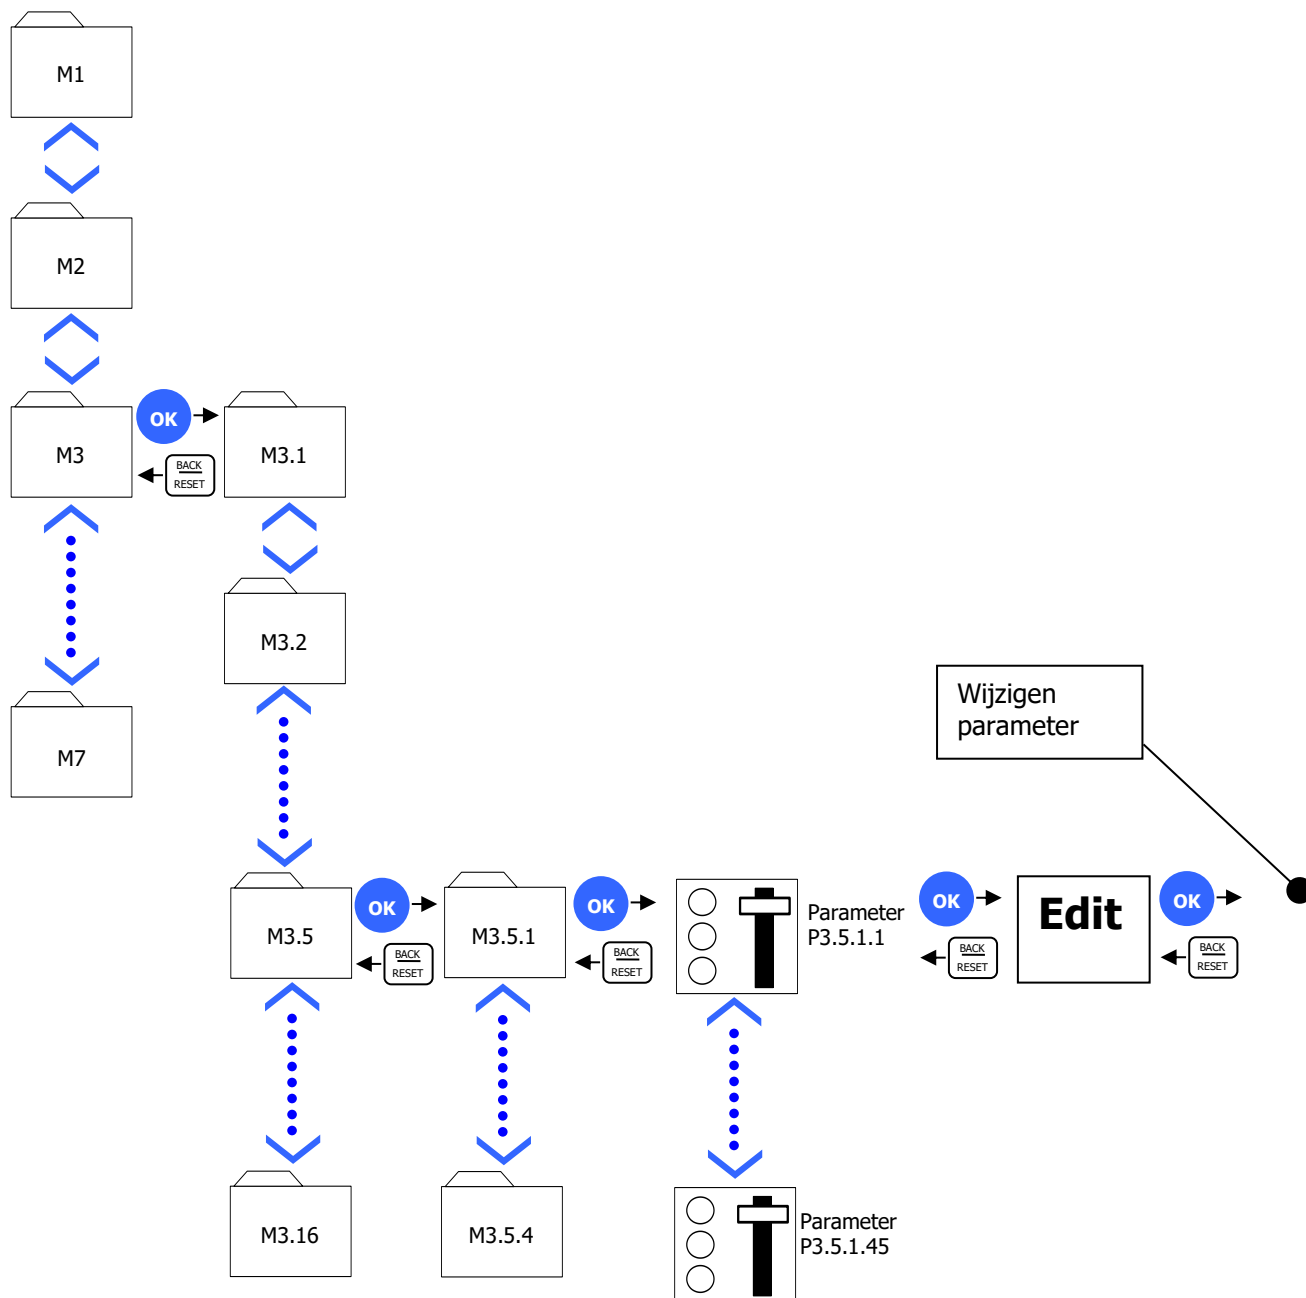 M1
M2
M3
OK
BACK
RESET
M3.1
M3.2
M7
Wijzigen
parameter
M3.5
OK
BACK
RESET
M3.5.1
OK
BACK
RESET
Parameter
P3.5.1.1
OK
BACK
RESET
Edit
OK
BACK
RESET
M3.16
M3.5.4
Parameter
P3.5.1.45